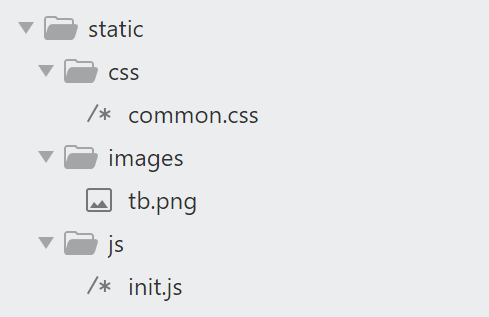 static
css
/* common.css
images
tb.png
js
/* init.js